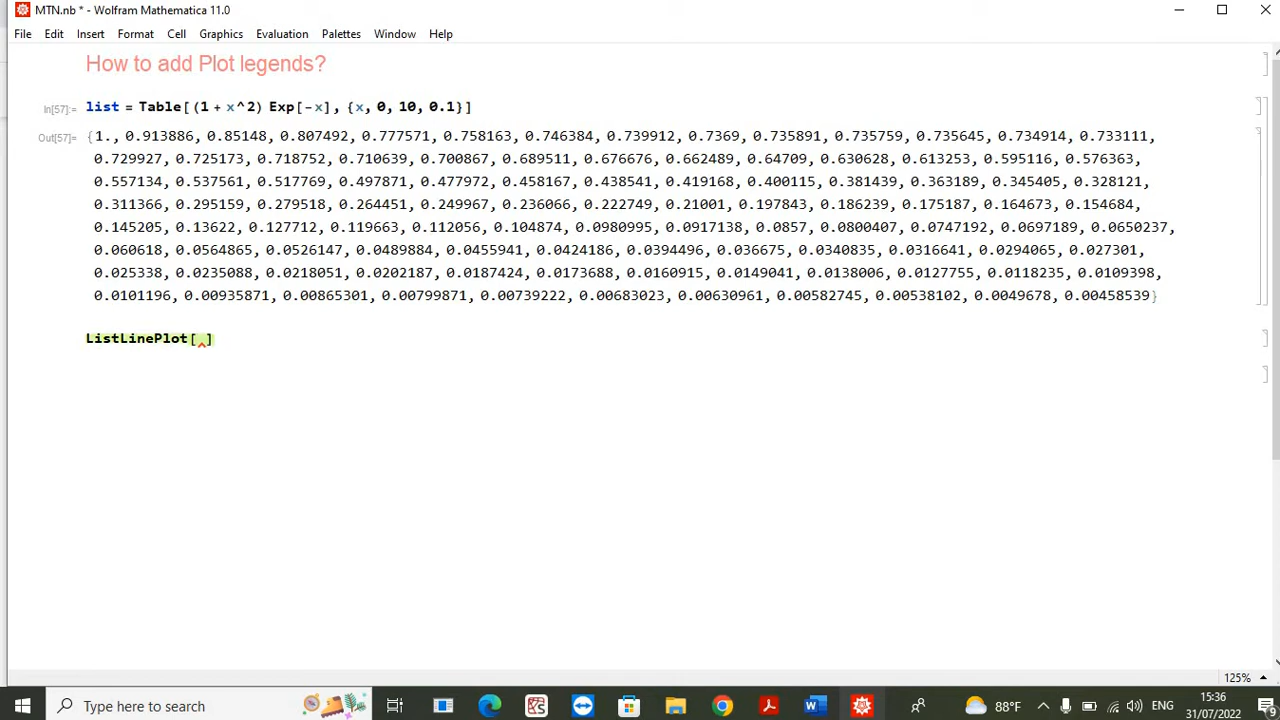 MTN.nb * - Wolfram Mathematica 11.0
File Edit Insert Format Cell Graphics Evaluation Palettes Window Help
How to add Plot legends?
In[57]:= list = Table[(1 + x^2) Exp[-x], {x, 0, 10, 0.1}]
Out[57]= {1., 0.913886, 0.85148, 0.807492, 0.777571, 0.758163, 0.746384, 0.739912, 0.7369, 0.735891, 0.735759, 0.735645, 0.734914, 0.733111,
0.729927, 0.725173, 0.718752, 0.710639, 0.700867, 0.689511, 0.676676, 0.662489, 0.64709, 0.630628, 0.613253, 0.595116, 0.576363,
0.557134, 0.537561, 0.517769, 0.497871, 0.477972, 0.458167, 0.438541, 0.419168, 0.400115, 0.381439, 0.363189, 0.345405, 0.328121,
0.311366, 0.295159, 0.279518, 0.264451, 0.249967, 0.236066, 0.222749, 0.21001, 0.197843, 0.186239, 0.175187, 0.164673, 0.154684,
0.145205, 0.13622, 0.127712, 0.119663, 0.112056, 0.104874, 0.0980995, 0.0917138, 0.0857, 0.0800407, 0.0747192, 0.0697189, 0.0650237,
0.060618, 0.0564865, 0.0526147, 0.0489884, 0.0455941, 0.0424186, 0.0394496, 0.036675, 0.0340835, 0.0316641, 0.0294065, 0.027301,
0.025338, 0.0235088, 0.0218051, 0.0202187, 0.0187424, 0.0173688, 0.0160915, 0.0149041, 0.0138006, 0.0127755, 0.0118235, 0.0109398,
0.0101196, 0.00935871, 0.00865301, 0.00799871, 0.00739222, 0.00683023, 0.00630961, 0.00582745, 0.00538102, 0.0049678, 0.00458539}
ListLinePlot[ ]
125%
Type here to search
88°F
ENG
15:36
31/07/2022
9